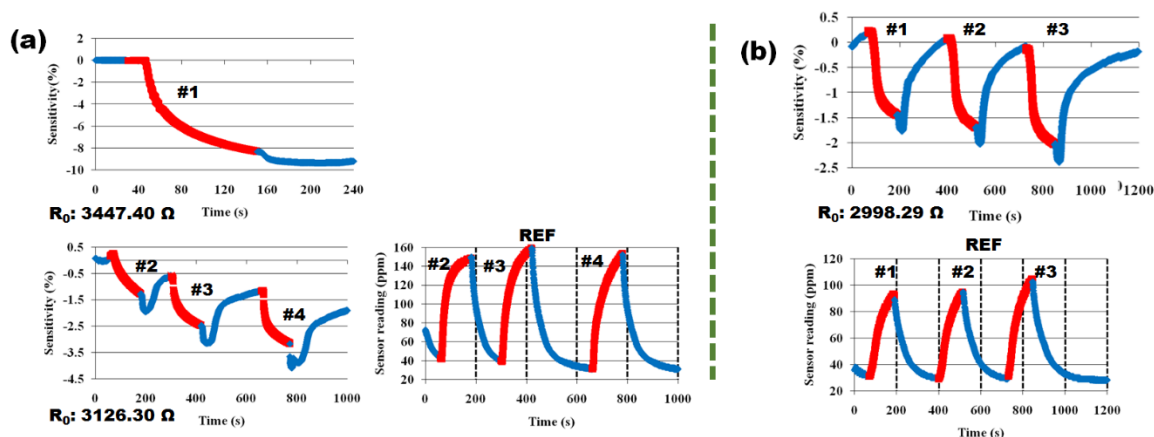 (a)
2
0
-2
-4
-6
-8
-10
Sensitivity(%)
#1
0 40 80 120 160 200 240
R0: 3447.40 Ω
Time (s)
0.5
-0.5
-1.5
-2.5
-3.5
-4.5
Sensitivity (%)
#2
#3
#4
0 200 400 600 800 1000
R0: 3126.30 Ω
Time (s)
REF
160
140
120
100
80
60
40
20
Sensor reading (ppm)
#2 #3 #4
0 200 400 600 800 1000
Time (s)
(b)
0.5
0
-0.5
-1
-1.5
-2
-2.5
Sensitivity (%)
#1 #2 #3
0 200 400 600 800 1000 1200
R0: 2998.29 Ω
Time (s)
REF
140
120
100
80
60
40
20
Sensor reading (ppm)
#1 #2 #3
0 200 400 600 800 1000 1200
Time (s)